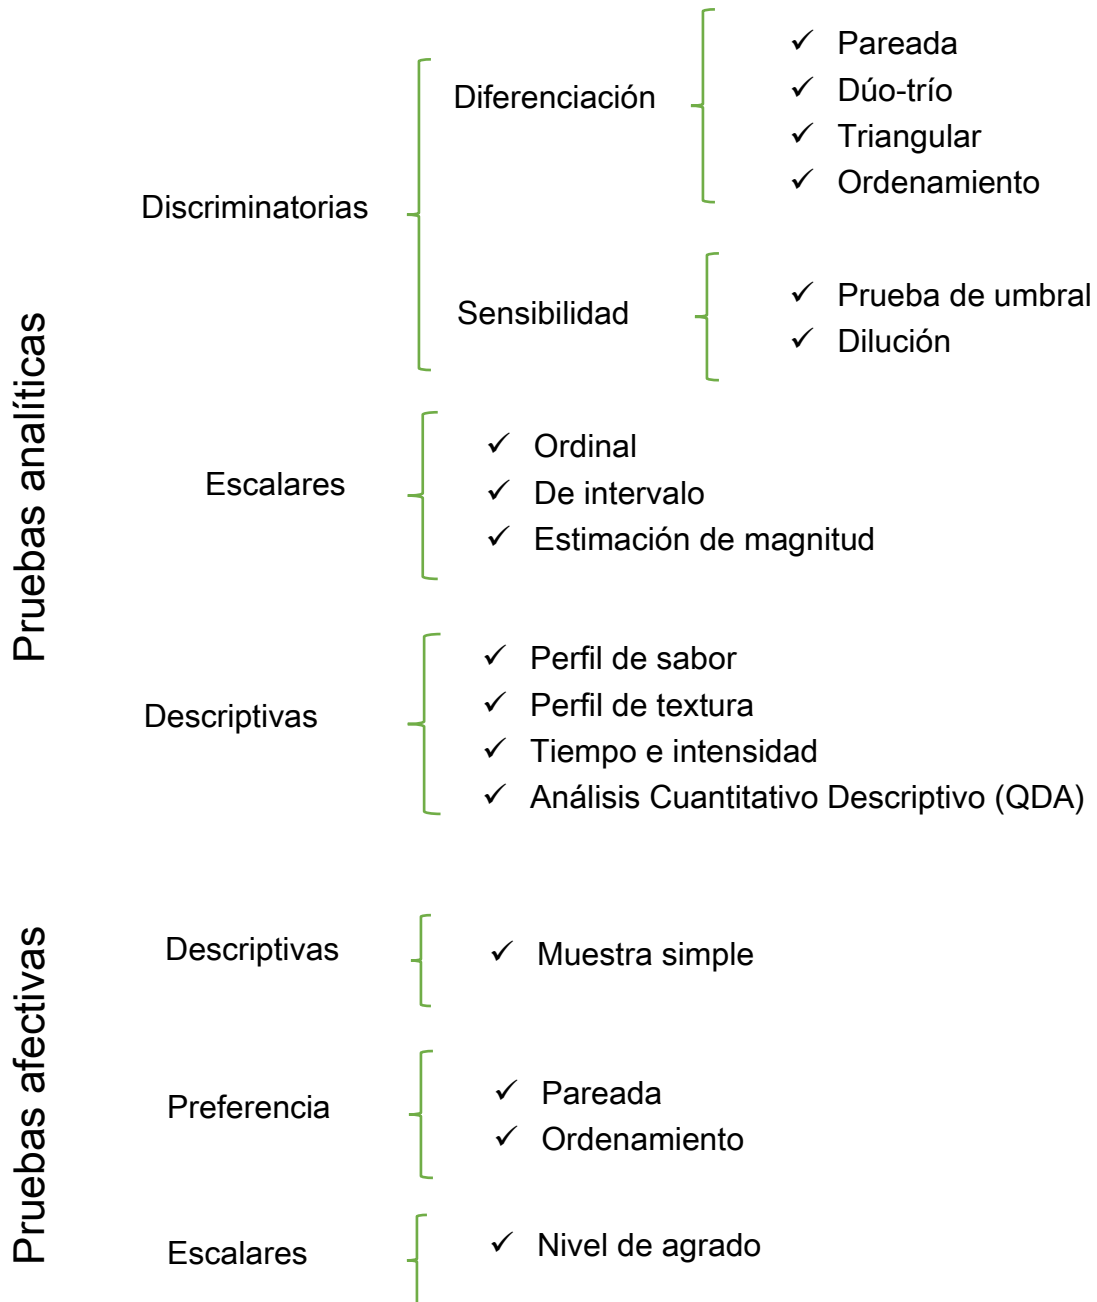 Pruebas analíticas
Discriminatorias
Diferenciación
✓ Pareada
✓ Dúo-trío
✓ Triangular
✓ Ordenamiento
Sensibilidad
✓ Prueba de umbral
✓ Dilución
Escalares
✓ Ordinal
✓ De intervalo
✓ Estimación de magnitud
Descriptivas
✓ Perfil de sabor
✓ Perfil de textura
✓ Tiempo e intensidad
✓ Análisis Cuantitativo Descriptivo (QDA)
Pruebas afectivas
Descriptivas
✓ Muestra simple
Preferencia
✓ Pareada
✓ Ordenamiento
Escalares
✓ Nivel de agrado